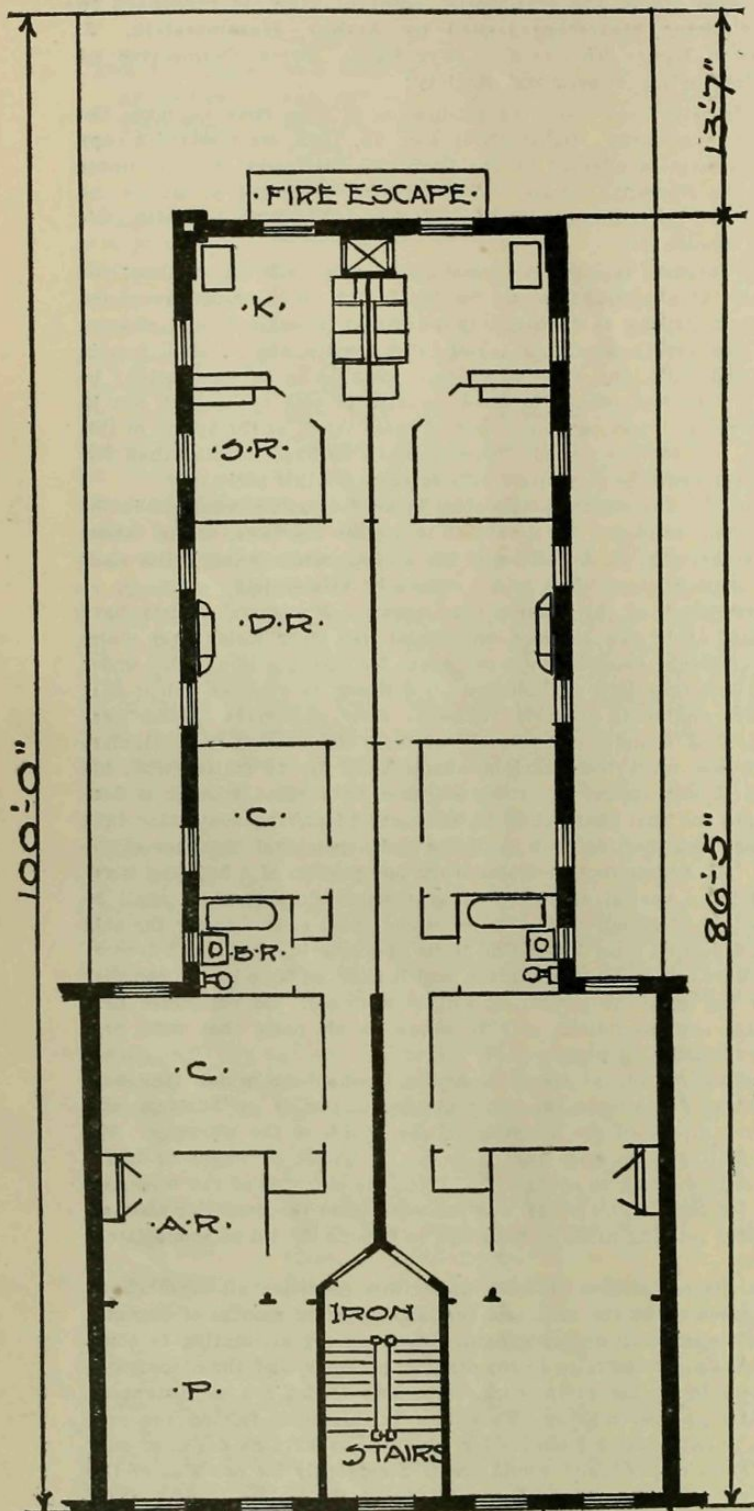 13'-7"
·FIRE ESCAPE·
·K·
·S·R·
·D·R·
100'-0"
·C·
86'-5"
·B·R·
·C·
·A·R·
IRON
·P·
STAIRS